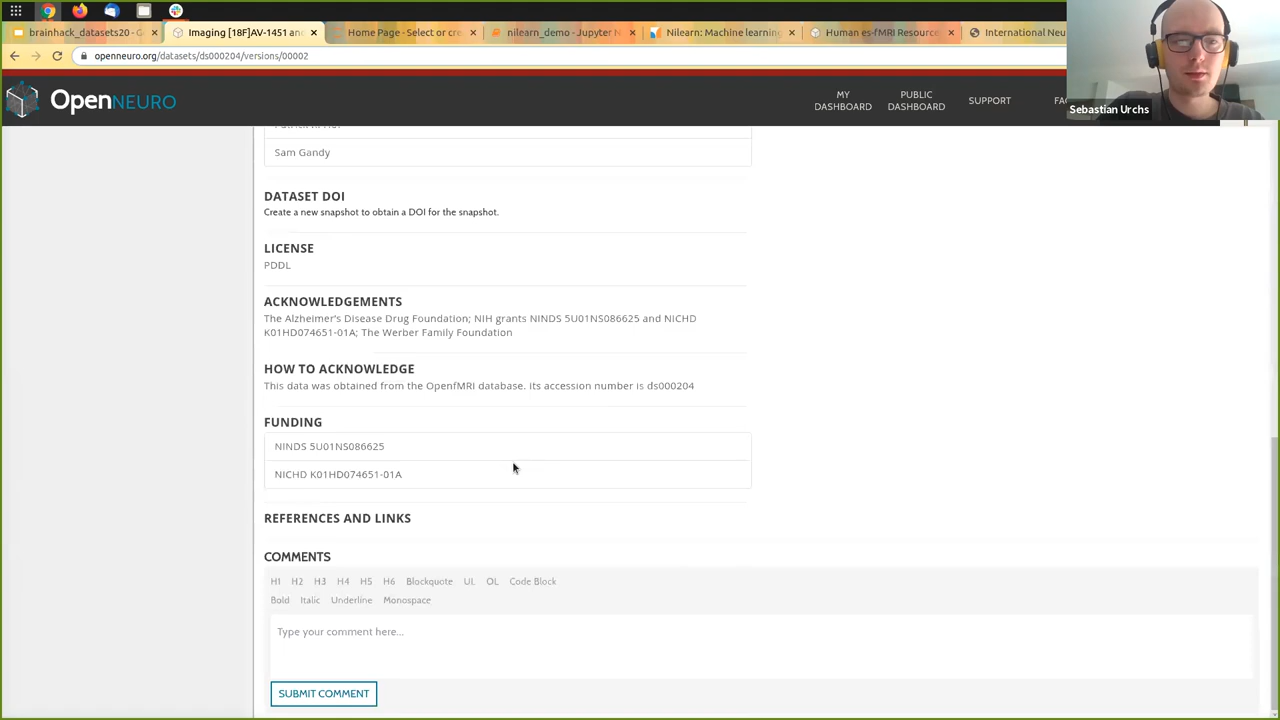 brainhack_datasets20 - G
Imaging [18F]AV-1451 an
Home Page - Select or cre
nilearn_demo - Jupyter N
Nilearn: Machine learning
Human es-fMRI Resource
International Neu
openneuro.org/datasets/ds000204/versions/00002
OpenNEURO
MY DASHBOARD
PUBLIC DASHBOARD
SUPPORT
FA
Sebastian Urchs
Sam Gandy
DATASET DOI
Create a new snapshot to obtain a DOI for the snapshot.
LICENSE
PDDL
ACKNOWLEDGEMENTS
The Alzheimer's Disease Drug Foundation; NIH grants NINDS 5U01NS086625 and NICHD
K01HD074651-01A; The Werber Family Foundation
HOW TO ACKNOWLEDGE
This data was obtained from the OpenfMRI database. Its accession number is ds000204
FUNDING
NINDS 5U01NS086625
NICHD K01HD074651-01A
REFERENCES AND LINKS
COMMENTS
H1 H2 H3 H4 H5 H6 Blockquote UL OL Code Block
Bold Italic Underline Monospace
Type your comment here...
SUBMIT COMMENT